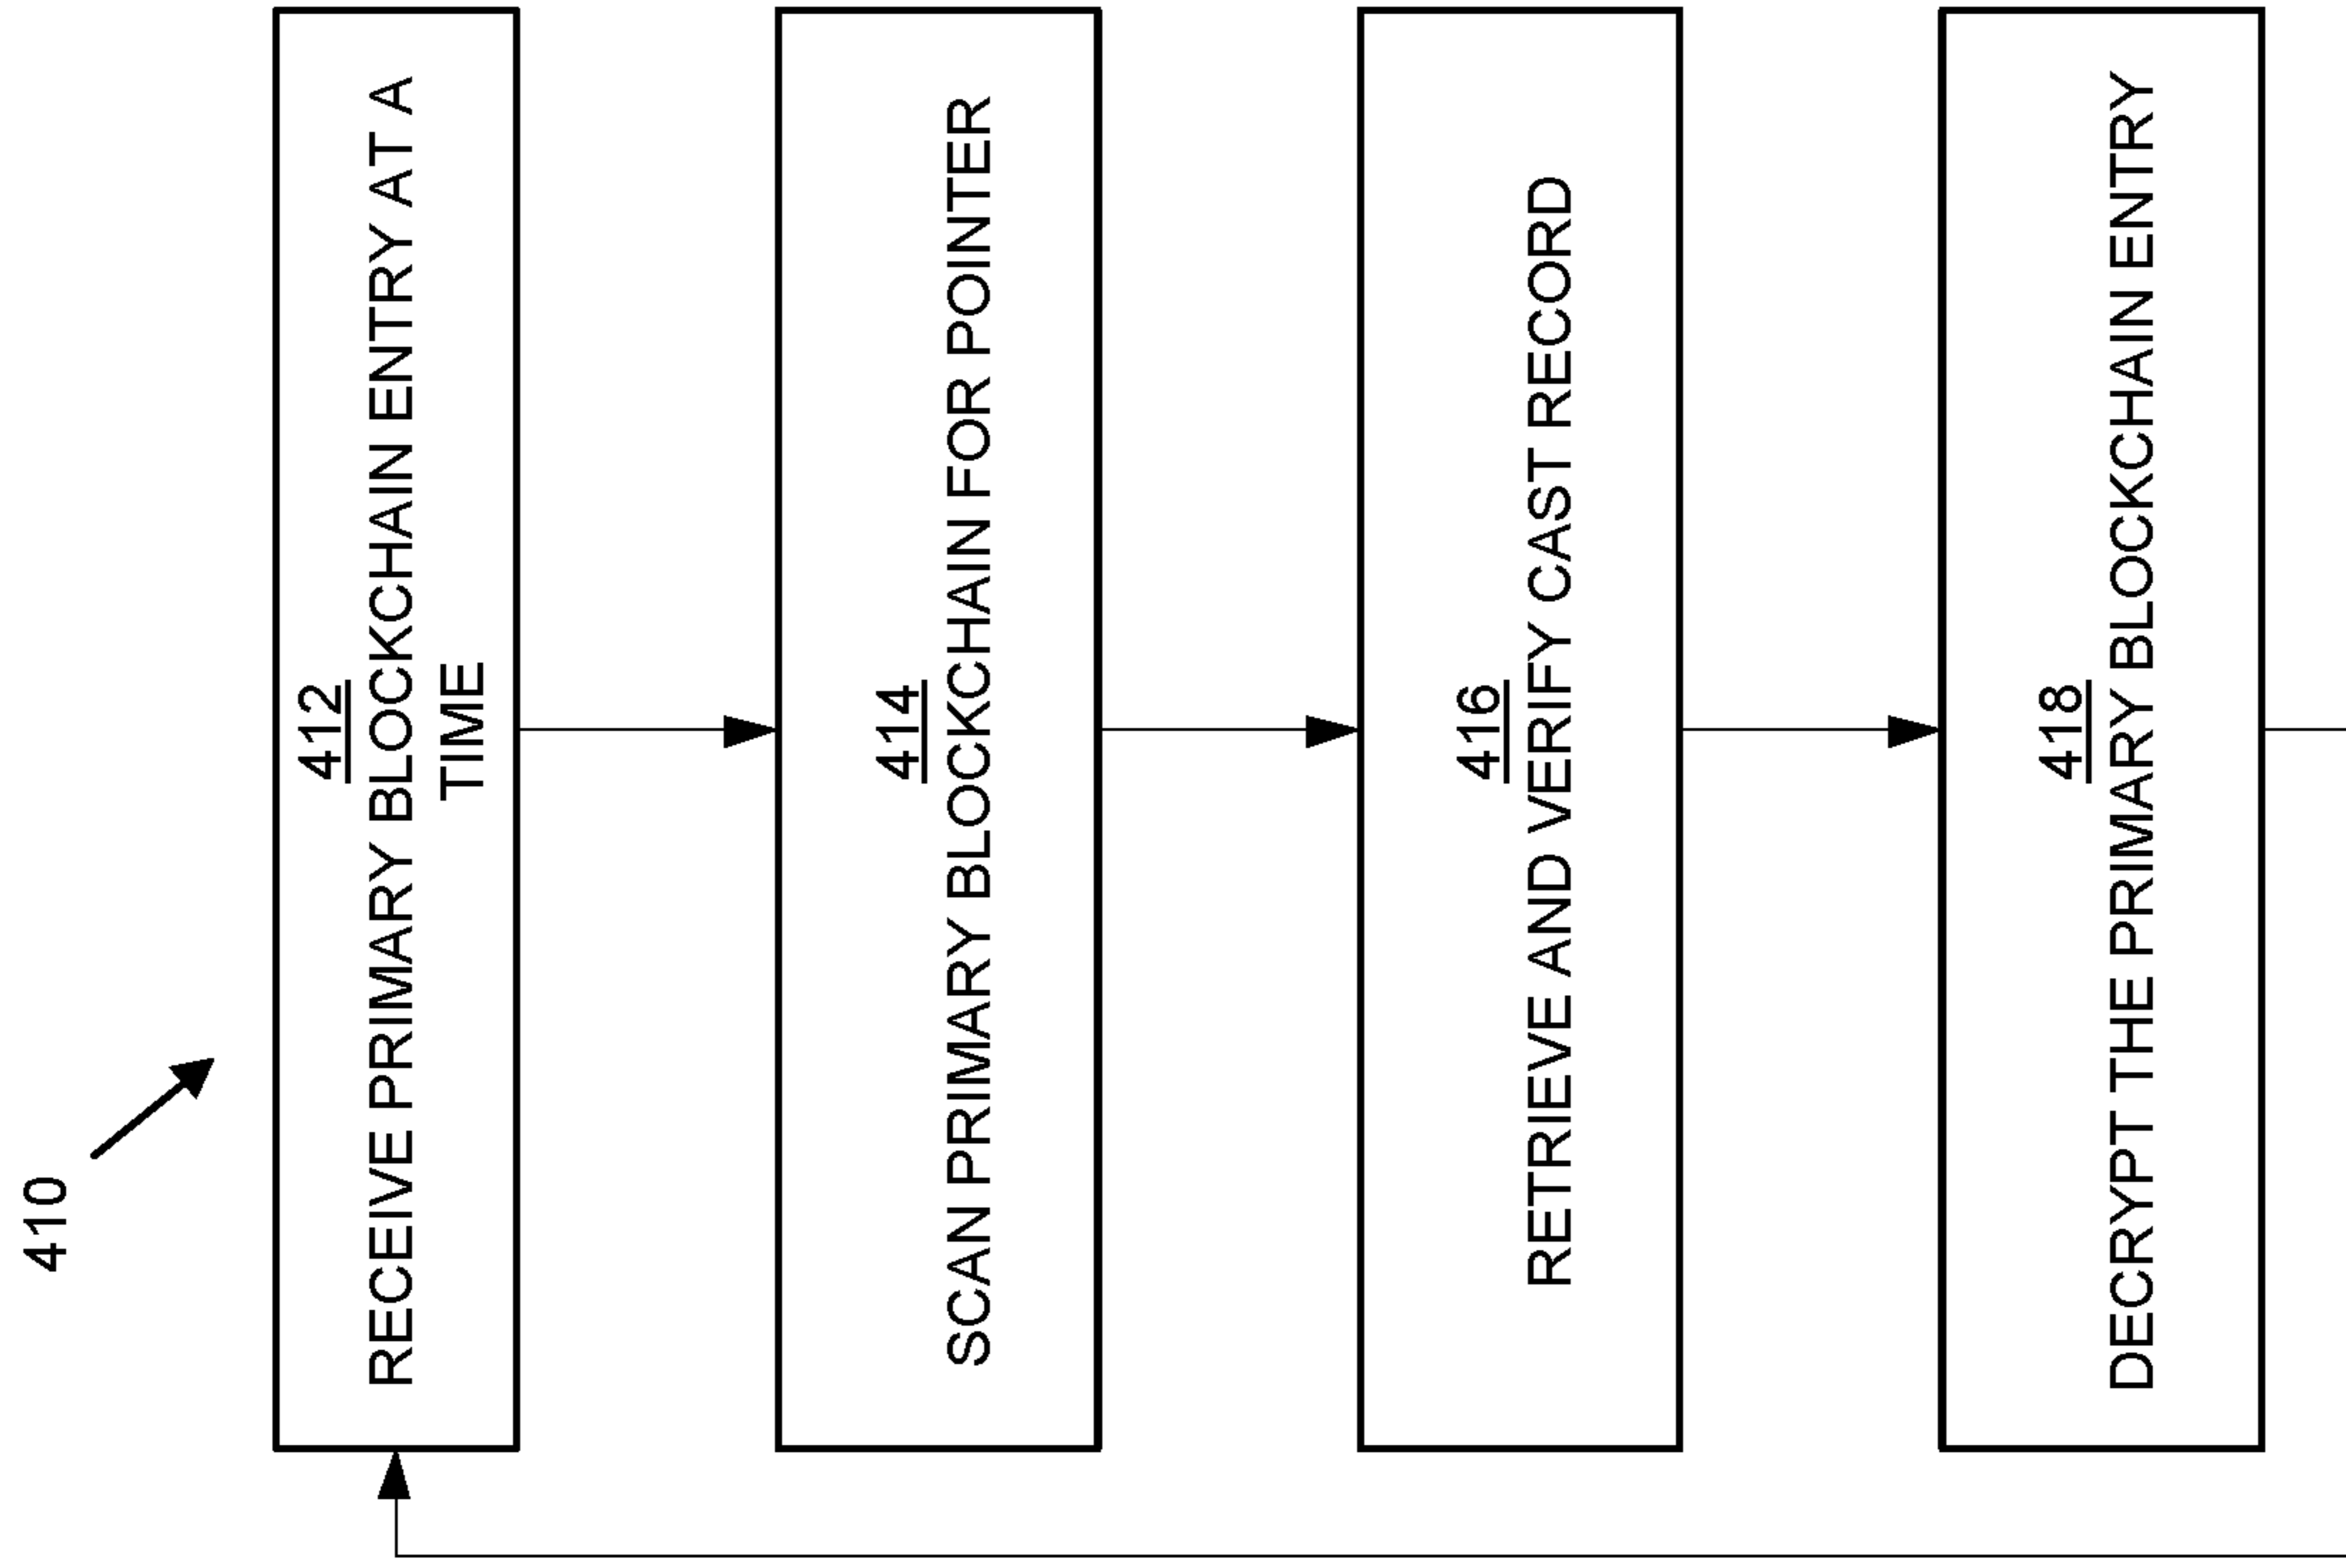 410
412
RECEIVE PRIMARY BLOCKCHAIN ENTRY AT A
TIME
414
SCAN PRIMARY BLOCKCHAIN FOR POINTER
416
RETRIEVE AND VERIFY CAST RECORD
418
DECRYPT THE PRIMARY BLOCKCHAIN ENTRY